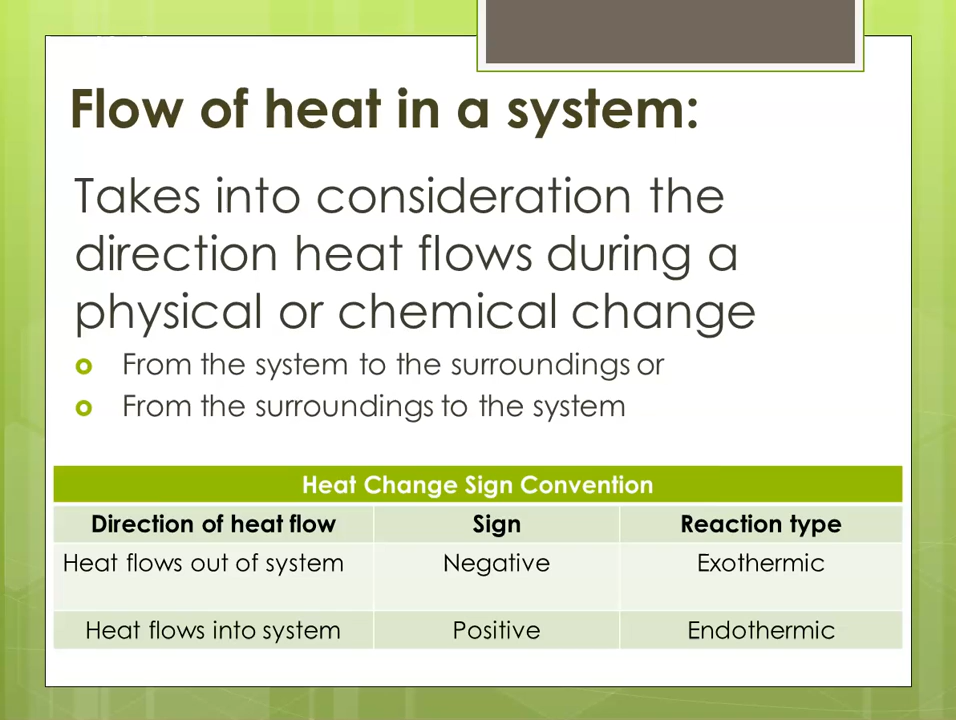 Flow of heat in a system:
Takes into consideration the
direction heat flows during a
physical or chemical change
From the system to the surroundings or
From the surroundings to the system
Heat Change Sign Convention
Direction of heat flow Sign Reaction type
Heat flows out of system Negative Exothermic
Heat flows into system Positive Endothermic